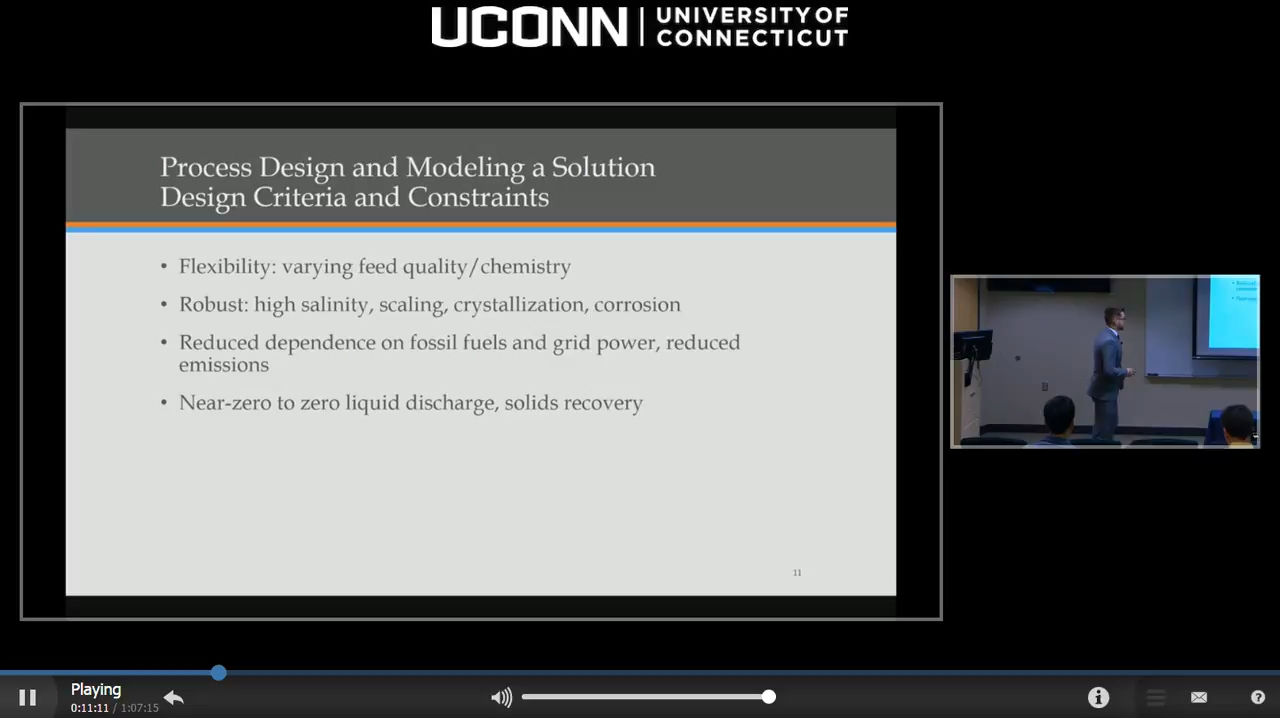 UCONN
UNIVERSITY OF
CONNECTICUT
Process Design and Modeling a Solution
Design Criteria and Constraints
• Flexibility: varying feed quality/chemistry
• Robust: high salinity, scaling, crystallization, corrosion
• Reduced dependence on fossil fuels and grid power, reduced
emissions
• Near-zero to zero liquid discharge, solids recovery
11
Playing
0:11:11 / 1:07:15